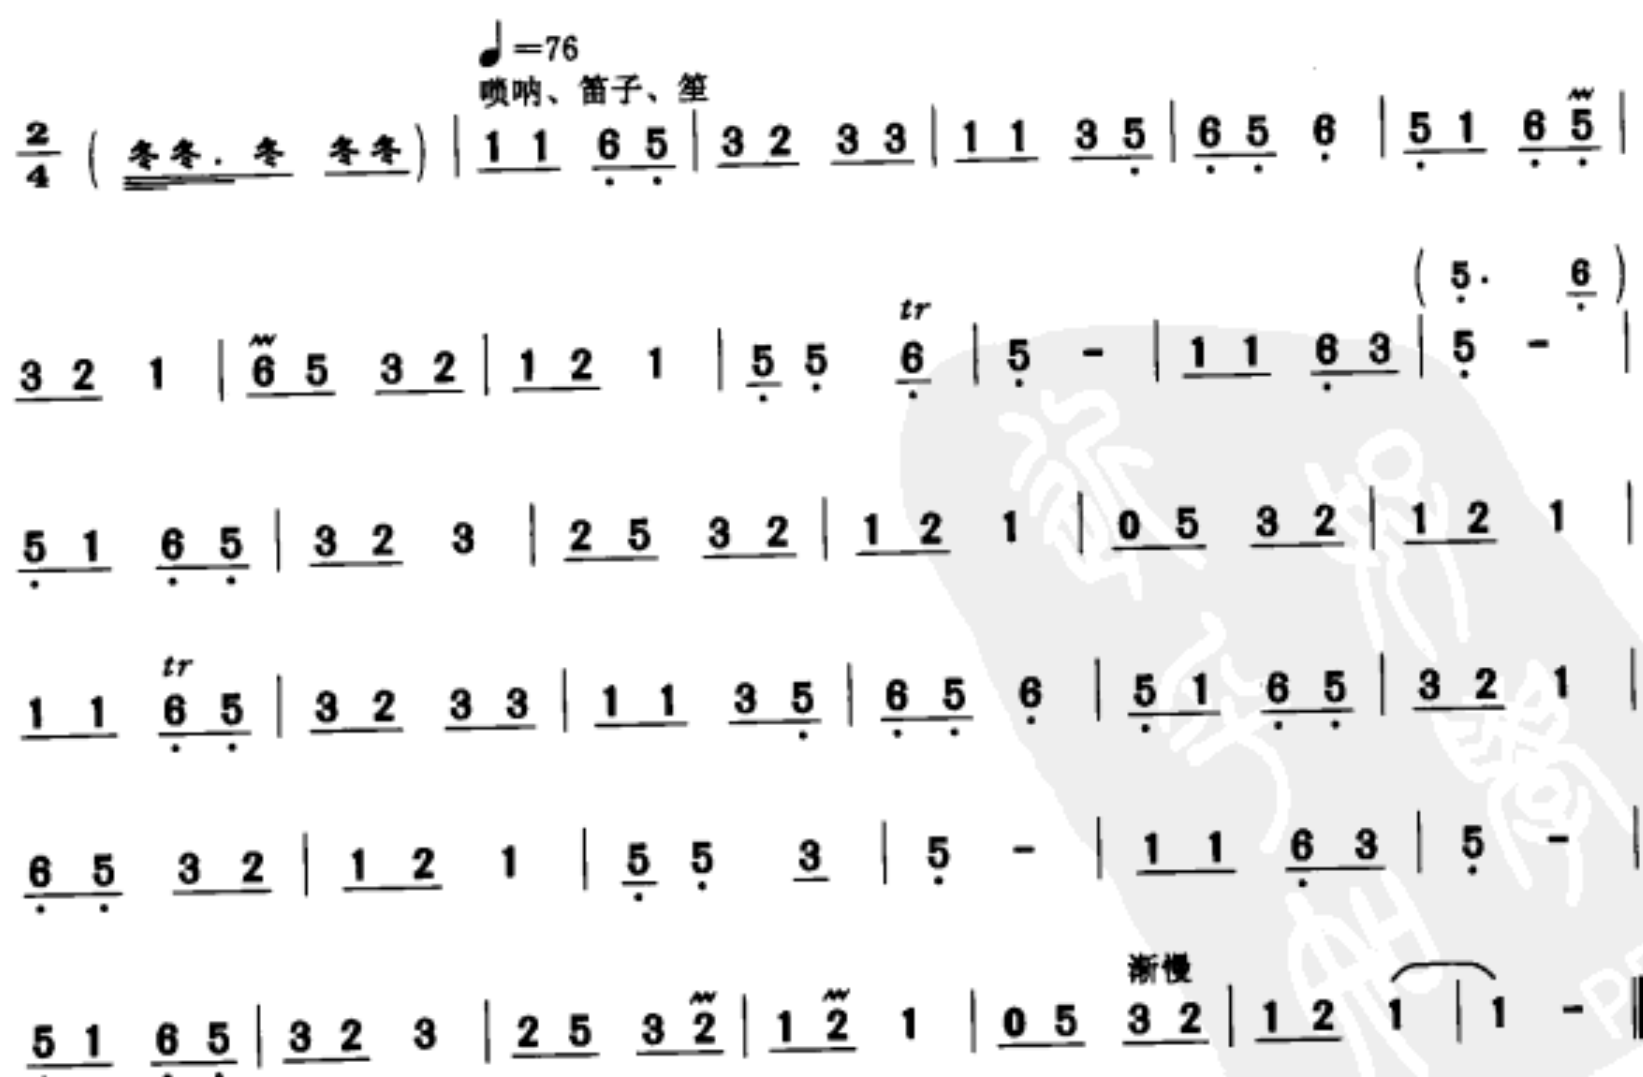 ♩=76
唢呐、笛子、笙
2/4 ( 冬冬. 冬 冬冬 ) | 1 1 6̣ 5̣ | 3 2 3 3 | 1 1 3 5̣ | 6̣ 5̣ 6̣ | 5̣ 1 6̣ 5̣ |
( 5̣. 6̣ )
tr
3 2 1 | 6 5 3 2 | 1 2 1 | 5̣ 5̣ 6̣ | 5̣ - | 1 1 6̣ 3 | 5̣ - |
5̣ 1 6̣ 5̣ | 3 2 3 | 2 5 3 2 | 1 2 1 | 0 5 3 2 | 1 2 1 |
tr
1 1 6̣ 5̣ | 3 2 3 3 | 1 1 3 5̣ | 6̣ 5̣ 6̣ | 5̣ 1 6̣ 5̣ | 3 2 1 |
6̣ 5̣ 3 2 | 1 2 1 | 5̣ 5̣ 3 | 5̣ - | 1 1 6̣ 3 | 5̣ - |
渐慢
5̣ 1 6̣ 5̣ | 3 2 3 | 2 5 3 2 | 1 2 1 | 0 5 3 2 | 1 2 1 | 1 - ‖